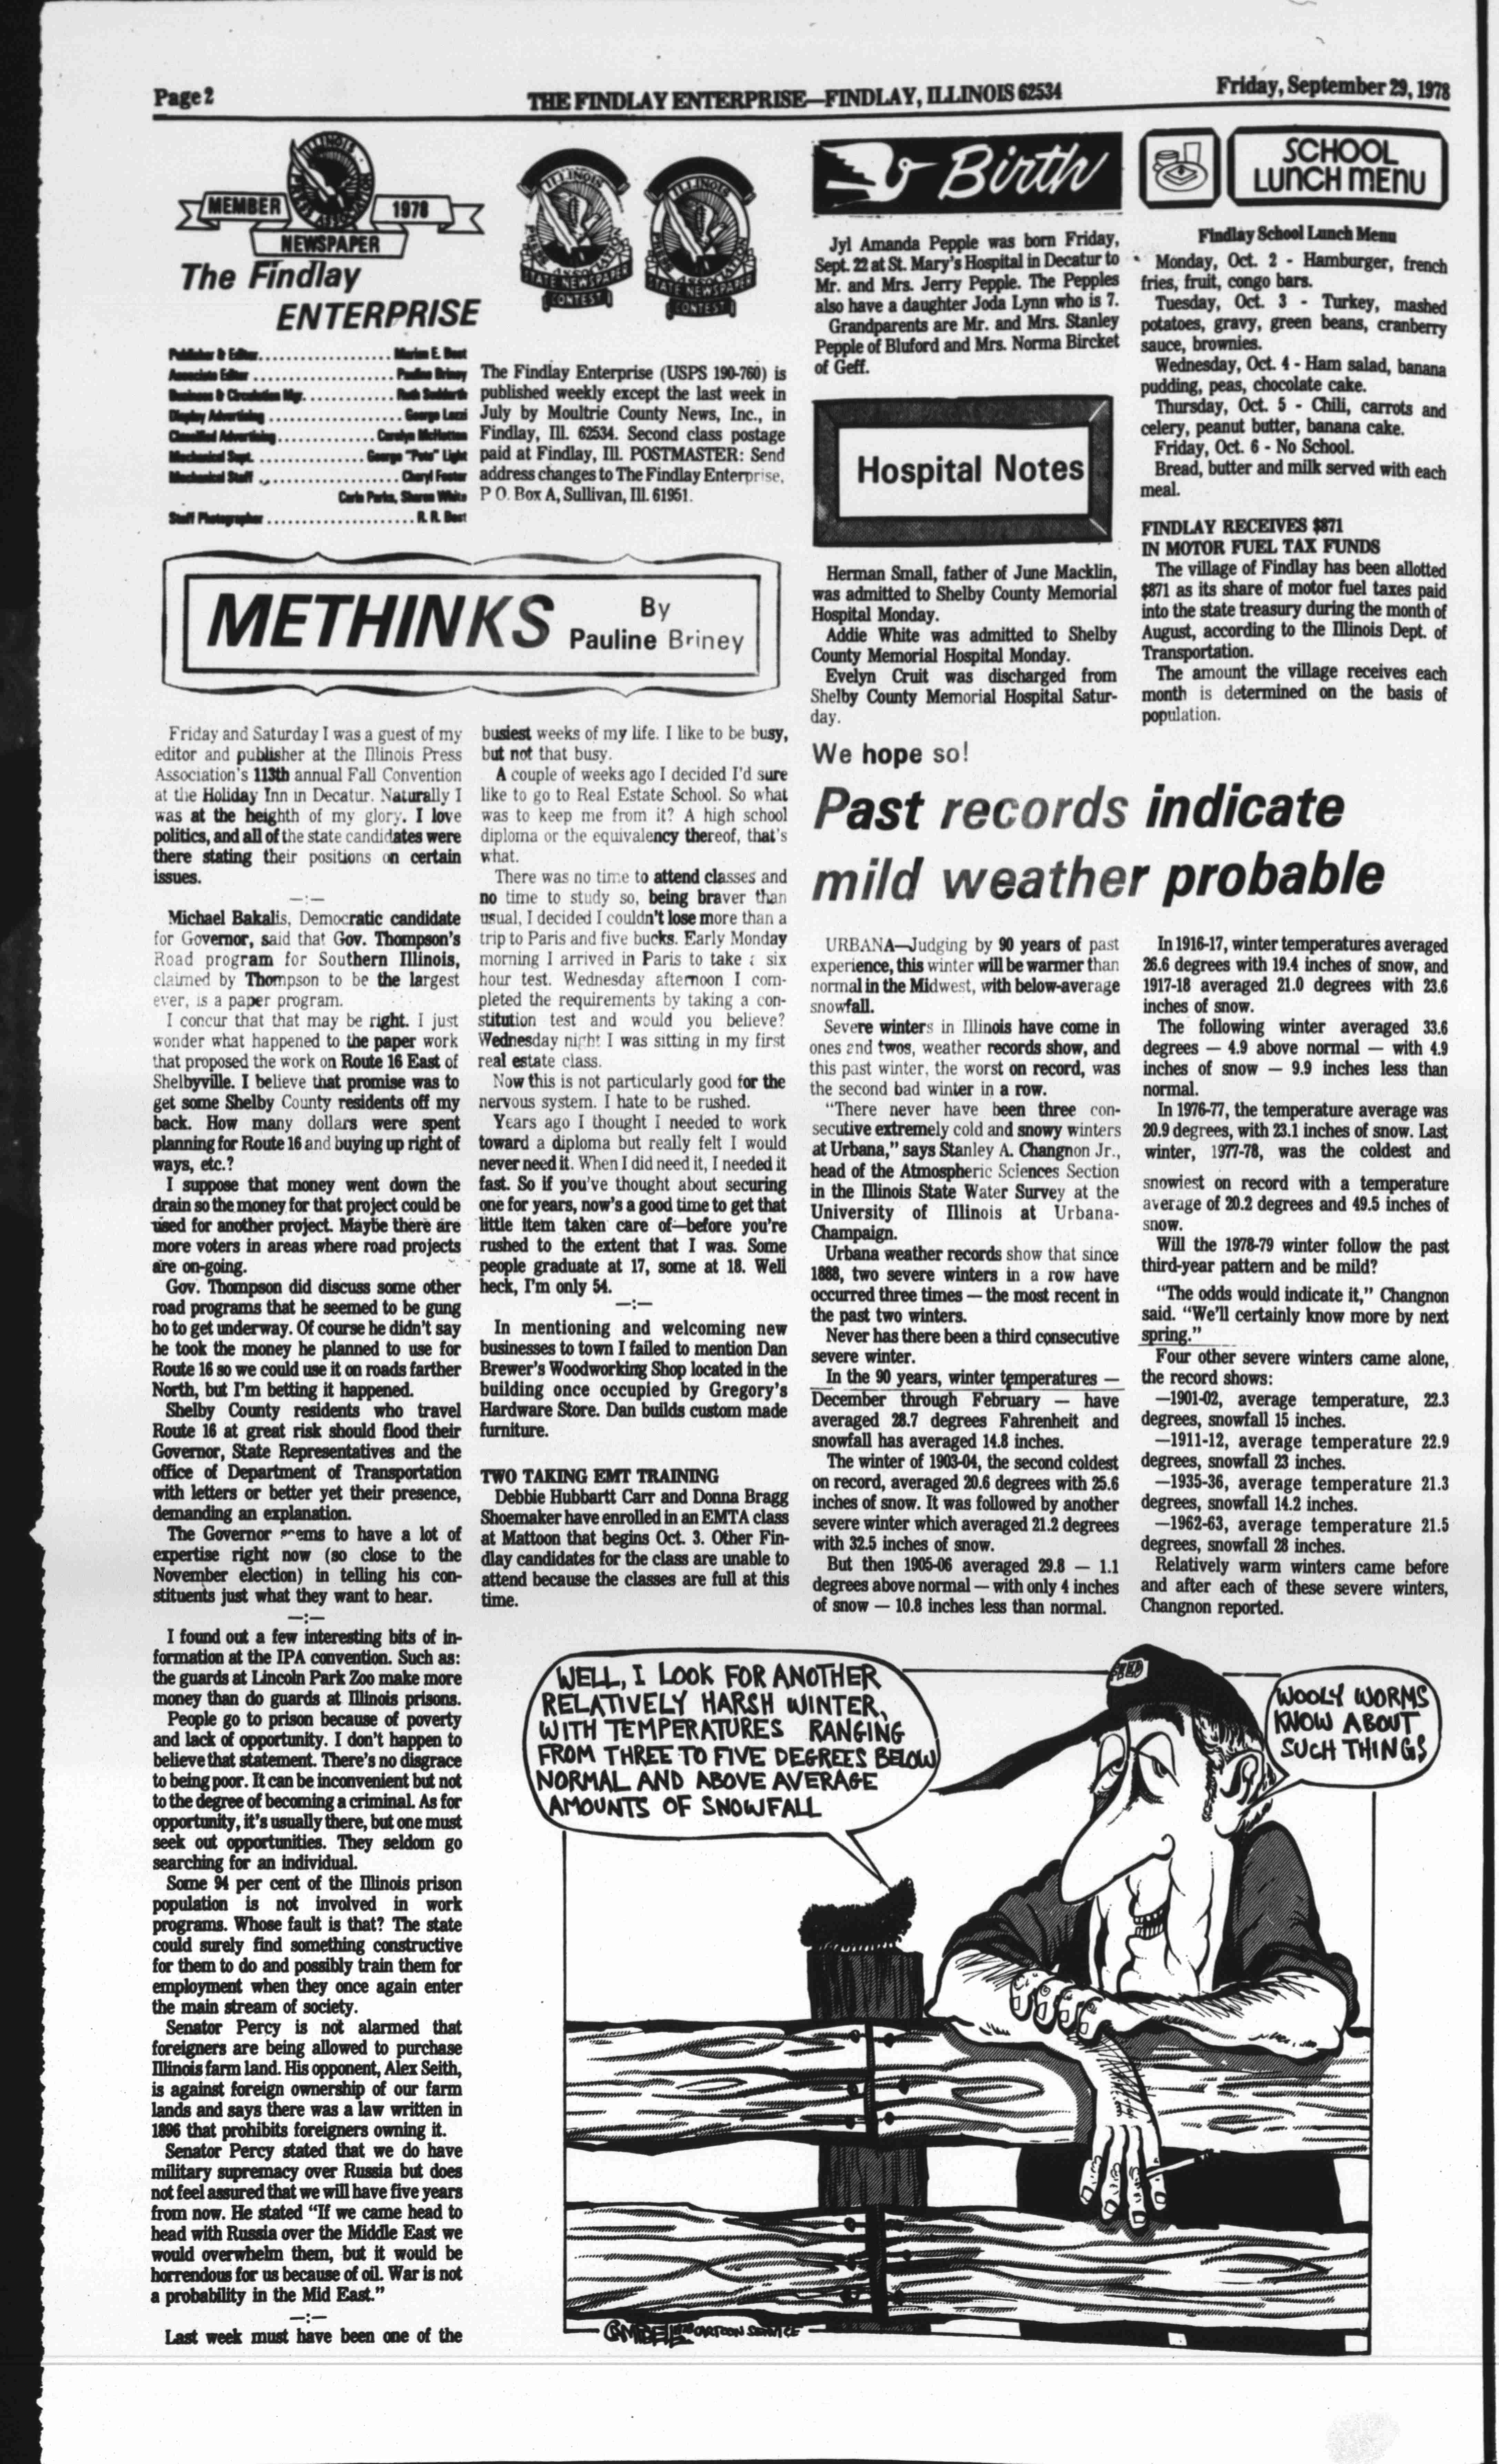 Page 2
THE FINDLAY ENTERPRISE—FINDLAY, ILLINOIS 62534
Friday, September 29, 1978
ILLINOIS
MEMBER
1978
NEWSPAPER
The Findlay
ENTERPRISE
ILLINOIS
PRESS ASSOCIATION
STATE NEWSPAPER
CONTEST
ILLINOIS
PRESS ASSOCIATION
STATE NEWSPAPER
CONTEST
Publisher & Editor.................... Marion E. Best
Associate Editor ..................... Pauline Briney
Business & Circulation Mgr............. Ruth Suddarth
Display Advertising ..................... George Lezzi
Classified Advertising............. Carolyn McHutton
Mechanical Supt. ............... George "Pete" Light
Mechanical Staff ..................... Cheryl Foster
Carla Parks, Sharon White
Staff Photographer ....................... R. R. Best
The Findlay Enterprise (USPS 190-760) is
published weekly except the last week in
July by Moultrie County News, Inc., in
Findlay, Ill. 62534. Second class postage
paid at Findlay, Ill. POSTMASTER: Send
address changes to The Findlay Enterprise,
P O. Box A, Sullivan, Ill. 61951.
METHINKS
By
Pauline Briney
Friday and Saturday I was a guest of my
editor and publisher at the Illinois Press
Association's 113th annual Fall Convention
at the Holiday Inn in Decatur. Naturally I
was at the heighth of my glory. I love
politics, and all of the state candidates were
there stating their positions on certain
issues.
—:—
Michael Bakalis, Democratic candidate
for Governor, said that Gov. Thompson's
Road program for Southern Illinois,
claimed by Thompson to be the largest
ever, is a paper program.
I concur that that may be right. I just
wonder what happened to the paper work
that proposed the work on Route 16 East of
Shelbyville. I believe that promise was to
get some Shelby County residents off my
back. How many dollars were spent
planning for Route 16 and buying up right of
ways, etc.?
I suppose that money went down the
drain so the money for that project could be
used for another project. Maybe there are
more voters in areas where road projects
are on-going.
Gov. Thompson did discuss some other
road programs that he seemed to be gung
ho to get underway. Of course he didn't say
he took the money he planned to use for
Route 16 so we could use it on roads farther
North, but I'm betting it happened.
Shelby County residents who travel
Route 16 at great risk should flood their
Governor, State Representatives and the
office of Department of Transportation
with letters or better yet their presence,
demanding an explanation.
The Governor seems to have a lot of
expertise right now (so close to the
November election) in telling his con-
stituents just what they want to hear.
—:—
I found out a few interesting bits of in-
formation at the IPA convention. Such as:
the guards at Lincoln Park Zoo make more
money than do guards at Illinois prisons.
People go to prison because of poverty
and lack of opportunity. I don't happen to
believe that statement. There's no disgrace
to being poor. It can be inconvenient but not
to the degree of becoming a criminal. As for
opportunity, it's usually there, but one must
seek out opportunities. They seldom go
searching for an individual.
Some 94 per cent of the Illinois prison
population is not involved in work
programs. Whose fault is that? The state
could surely find something constructive
for them to do and possibly train them for
employment when they once again enter
the main stream of society.
Senator Percy is not alarmed that
foreigners are being allowed to purchase
Illinois farm land. His opponent, Alex Seith,
is against foreign ownership of our farm
lands and says there was a law written in
1896 that prohibits foreigners owning it.
Senator Percy stated that we do have
military supremacy over Russia but does
not feel assured that we will have five years
from now. He stated "If we came head to
head with Russia over the Middle East we
would overwhelm them, but it would be
horrendous for us because of oil. War is not
a probability in the Mid East."
—:—
Last week must have been one of the
busiest weeks of my life. I like to be busy,
but not that busy.
A couple of weeks ago I decided I'd sure
like to go to Real Estate School. So what
was to keep me from it? A high school
diploma or the equivalency thereof, that's
what.
There was no time to attend classes and
no time to study so, being braver than
usual, I decided I couldn't lose more than a
trip to Paris and five bucks. Early Monday
morning I arrived in Paris to take a six
hour test. Wednesday afternoon I com-
pleted the requirements by taking a con-
stitution test and would you believe?
Wednesday night I was sitting in my first
real estate class.
Now this is not particularly good for the
nervous system. I hate to be rushed.
Years ago I thought I needed to work
toward a diploma but really felt I would
never need it. When I did need it, I needed it
fast. So if you've thought about securing
one for years, now's a good time to get that
little item taken care of—before you're
rushed to the extent that I was. Some
people graduate at 17, some at 18. Well
heck, I'm only 54.
—:—
In mentioning and welcoming new
businesses to town I failed to mention Dan
Brewer's Woodworking Shop located in the
building once occupied by Gregory's
Hardware Store. Dan builds custom made
furniture.
TWO TAKING EMT TRAINING
Debbie Hubbartt Carr and Donna Bragg
Shoemaker have enrolled in an EMTA class
at Mattoon that begins Oct. 3. Other Fin-
dlay candidates for the class are unable to
attend because the classes are full at this
time.
Birth
Jyl Amanda Pepple was born Friday,
Sept. 22 at St. Mary's Hospital in Decatur to
Mr. and Mrs. Jerry Pepple. The Pepples
also have a daughter Joda Lynn who is 7.
Grandparents are Mr. and Mrs. Stanley
Pepple of Bluford and Mrs. Norma Bircket
of Geff.
Hospital Notes
Herman Small, father of June Macklin,
was admitted to Shelby County Memorial
Hospital Monday.
Addie White was admitted to Shelby
County Memorial Hospital Monday.
Evelyn Cruit was discharged from
Shelby County Memorial Hospital Satur-
day.
SCHOOL
LUNCH MENU
Findlay School Lunch Menu
Monday, Oct. 2 - Hamburger, french
fries, fruit, congo bars.
Tuesday, Oct. 3 - Turkey, mashed
potatoes, gravy, green beans, cranberry
sauce, brownies.
Wednesday, Oct. 4 - Ham salad, banana
pudding, peas, chocolate cake.
Thursday, Oct. 5 - Chili, carrots and
celery, peanut butter, banana cake.
Friday, Oct. 6 - No School.
Bread, butter and milk served with each
meal.
FINDLAY RECEIVES $871
IN MOTOR FUEL TAX FUNDS
The village of Findlay has been allotted
$871 as its share of motor fuel taxes paid
into the state treasury during the month of
August, according to the Illinois Dept. of
Transportation.
The amount the village receives each
month is determined on the basis of
population.
We hope so!
Past records indicate
mild weather probable
URBANA—Judging by 90 years of past
experience, this winter will be warmer than
normal in the Midwest, with below-average
snowfall.
Severe winters in Illinois have come in
ones and twos, weather records show, and
this past winter, the worst on record, was
the second bad winter in a row.
"There never have been three con-
secutive extremely cold and snowy winters
at Urbana," says Stanley A. Changnon Jr.,
head of the Atmospheric Sciences Section
in the Illinois State Water Survey at the
University of Illinois at Urbana-
Champaign.
Urbana weather records show that since
1888, two severe winters in a row have
occurred three times — the most recent in
the past two winters.
Never has there been a third consecutive
severe winter.
In the 90 years, winter temperatures —
December through February — have
averaged 28.7 degrees Fahrenheit and
snowfall has averaged 14.8 inches.
The winter of 1903-04, the second coldest
on record, averaged 20.6 degrees with 25.6
inches of snow. It was followed by another
severe winter which averaged 21.2 degrees
with 32.5 inches of snow.
But then 1905-06 averaged 29.8 — 1.1
degrees above normal — with only 4 inches
of snow — 10.8 inches less than normal.
In 1916-17, winter temperatures averaged
26.6 degrees with 19.4 inches of snow, and
1917-18 averaged 21.0 degrees with 23.6
inches of snow.
The following winter averaged 33.6
degrees — 4.9 above normal — with 4.9
inches of snow — 9.9 inches less than
normal.
In 1976-77, the temperature average was
20.9 degrees, with 23.1 inches of snow. Last
winter, 1977-78, was the coldest and
snowiest on record with a temperature
average of 20.2 degrees and 49.5 inches of
snow.
Will the 1978-79 winter follow the past
third-year pattern and be mild?
"The odds would indicate it," Changnon
said. "We'll certainly know more by next
spring."
Four other severe winters came alone,
the record shows:
—1901-02, average temperature, 22.3
degrees, snowfall 15 inches.
—1911-12, average temperature 22.9
degrees, snowfall 23 inches.
—1935-36, average temperature 21.3
degrees, snowfall 14.2 inches.
—1962-63, average temperature 21.5
degrees, snowfall 28 inches.
Relatively warm winters came before
and after each of these severe winters,
Changnon reported.
WELL, I LOOK FOR ANOTHER
RELATIVELY HARSH WINTER,
WITH TEMPERATURES RANGING
FROM THREE TO FIVE DEGREES BELOW
NORMAL AND ABOVE AVERAGE
AMOUNTS OF SNOWFALL
WOOLY WORMS
KNOW ABOUT
SUCH THINGS
CARTOON SERVICE